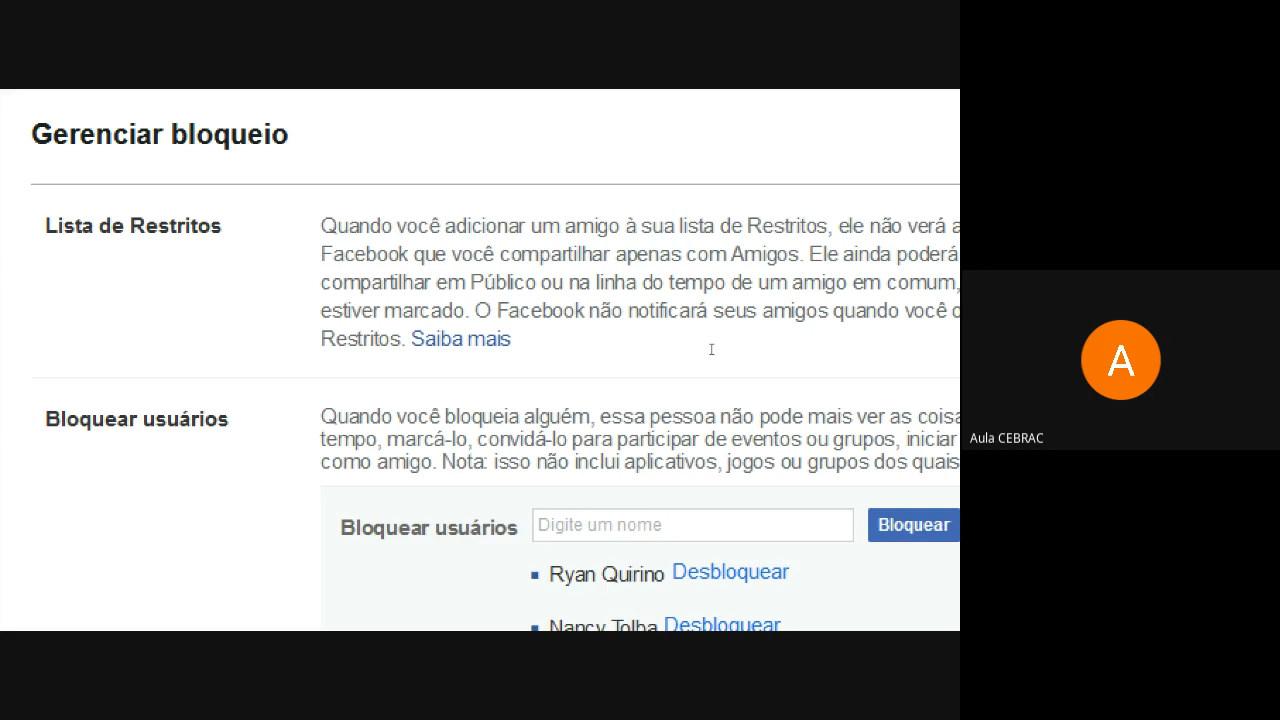 Gerenciar bloqueio
Lista de Restritos
Quando você adicionar um amigo à sua lista de Restritos, ele não verá a
Facebook que você compartilhar apenas com Amigos. Ele ainda poderá
compartilhar em Público ou na linha do tempo de um amigo em comum,
estiver marcado. O Facebook não notificará seus amigos quando você
Restritos. Saiba mais
Bloquear usuários
Quando você bloqueia alguém, essa pessoa não pode mais ver as coisa
tempo, marcá-lo, convidá-lo para participar de eventos ou grupos, iniciar
como amigo. Nota: isso não inclui aplicativos, jogos ou grupos dos quais
Bloquear usuários Digite um nome Bloquear
Ryan Quirino Desbloquear
Nancy Tolba Desbloquear
A
Aula CEBRAC